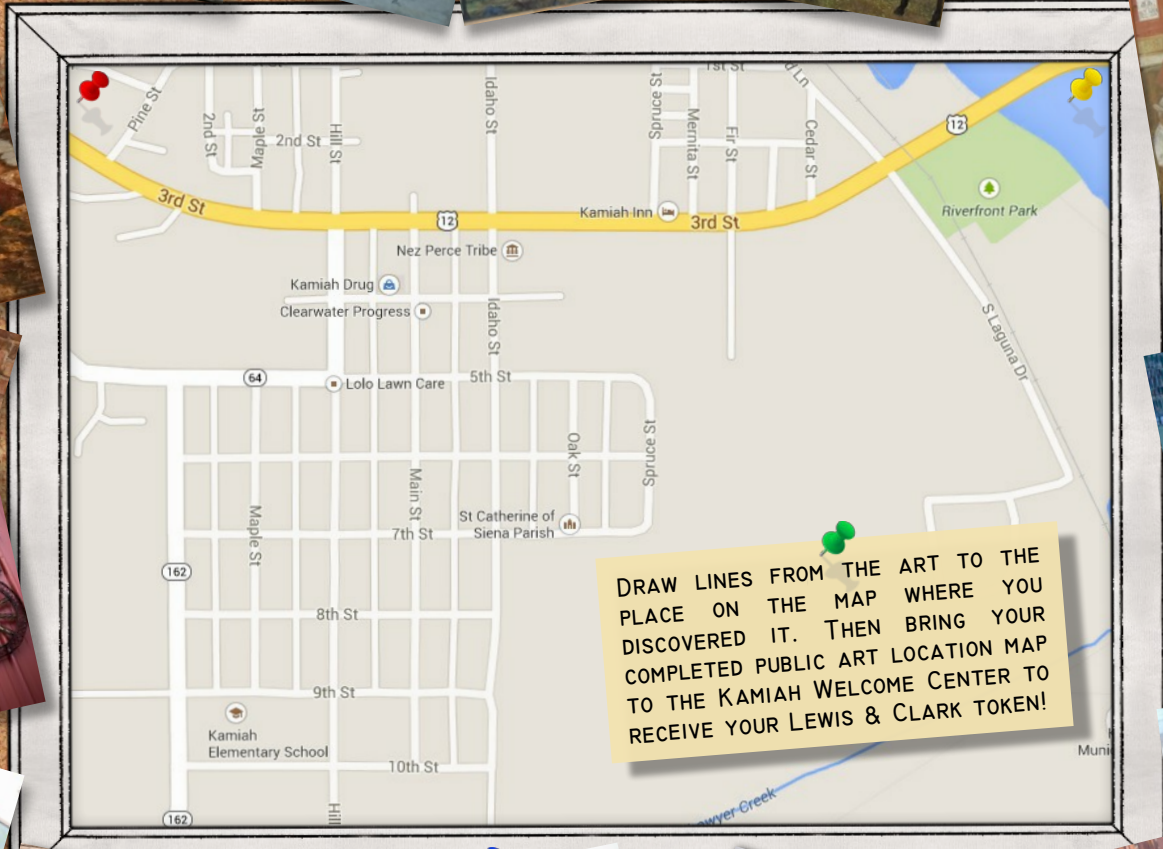 1st St
d Ln
Pine St
2nd St
Maple St
2nd St
Hill St
Idaho St
Spruce St
Mernita St
Fir St
Cedar St
12
3rd St
12
Kamiah Inn
3rd St
Riverfront Park
Nez Perce Tribe
Kamiah Drug
Clearwater Progress
Idaho St
S Laguna Dr
64
Lolo Lawn Care
5th St
Oak St
Spruce St
Main St
Maple St
St Catherine of
Siena Parish
7th St
162
8th St
9th St
Kamiah
Elementary School
10th St
Hill
162
DRAW LINES FROM THE ART TO THE
PLACE ON THE MAP WHERE YOU
DISCOVERED IT. THEN BRING YOUR
COMPLETED PUBLIC ART LOCATION MAP
TO THE KAMIAH WELCOME CENTER TO
RECEIVE YOUR LEWIS & CLARK TOKEN!
Muni
awyer Creek